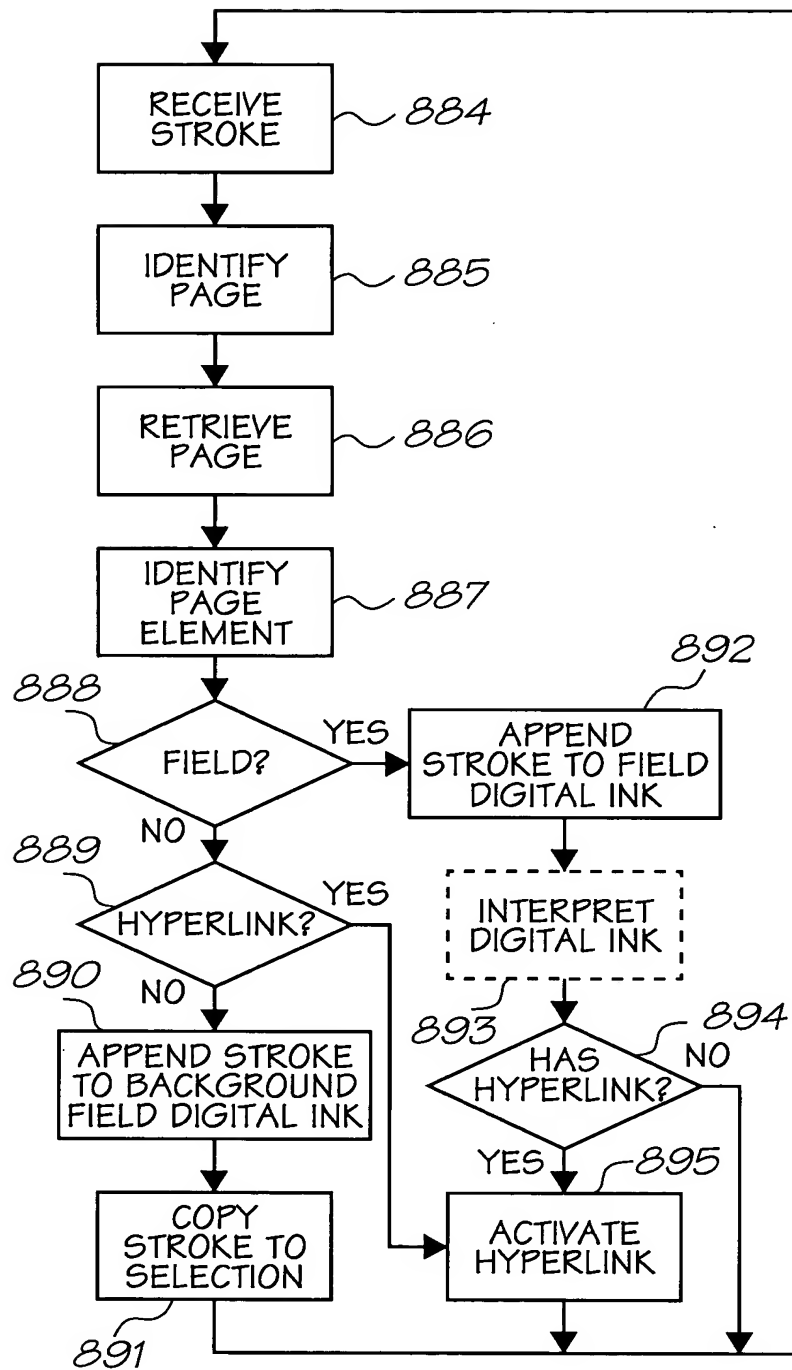 RECEIVE
STROKE
884
IDENTIFY
PAGE
885
RETRIEVE
PAGE
886
IDENTIFY
PAGE
ELEMENT
887
888
FIELD?
YES
NO
892
APPEND
STROKE TO FIELD
DIGITAL INK
889
HYPERLINK?
YES
NO
INTERPRET
DIGITAL INK
893
890
APPEND STROKE
TO BACKGROUND
FIELD DIGITAL INK
894
HAS
HYPERLINK?
NO
YES
895
COPY
STROKE TO
SELECTION
891
ACTIVATE
HYPERLINK